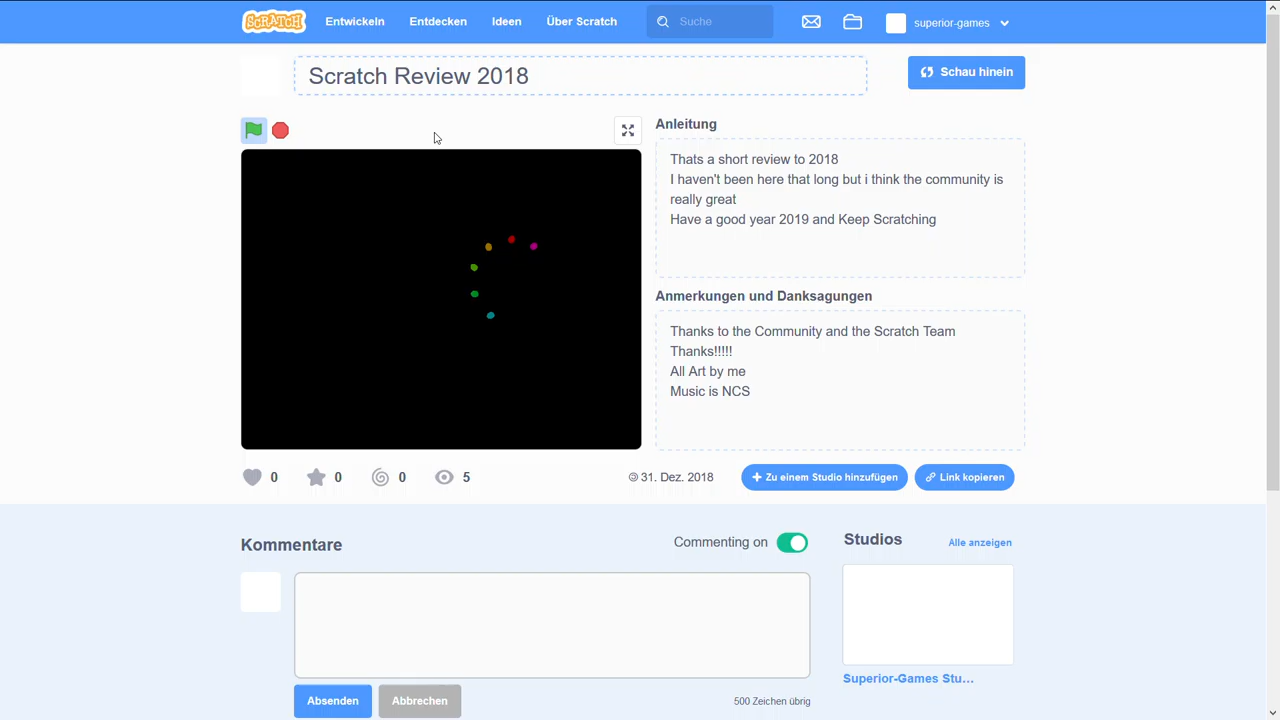 SCRATCH
Entwickeln
Entdecken
Ideen
Über Scratch
Suche
superior-games
Scratch Review 2018
Schau hinein
Anleitung
Thats a short review to 2018
I haven't been here that long but i think the community is
really great
Have a good year 2019 and Keep Scratching
Anmerkungen und Danksagungen
Thanks to the Community and the Scratch Team
Thanks!!!!!
All Art by me
Music is NCS
0
0
0
5
© 31. Dez. 2018
Zu einem Studio hinzufügen
Link kopieren
Kommentare
Commenting on
Studios
Alle anzeigen
Superior-Games Stu...
Absenden
Abbrechen
500 Zeichen übrig